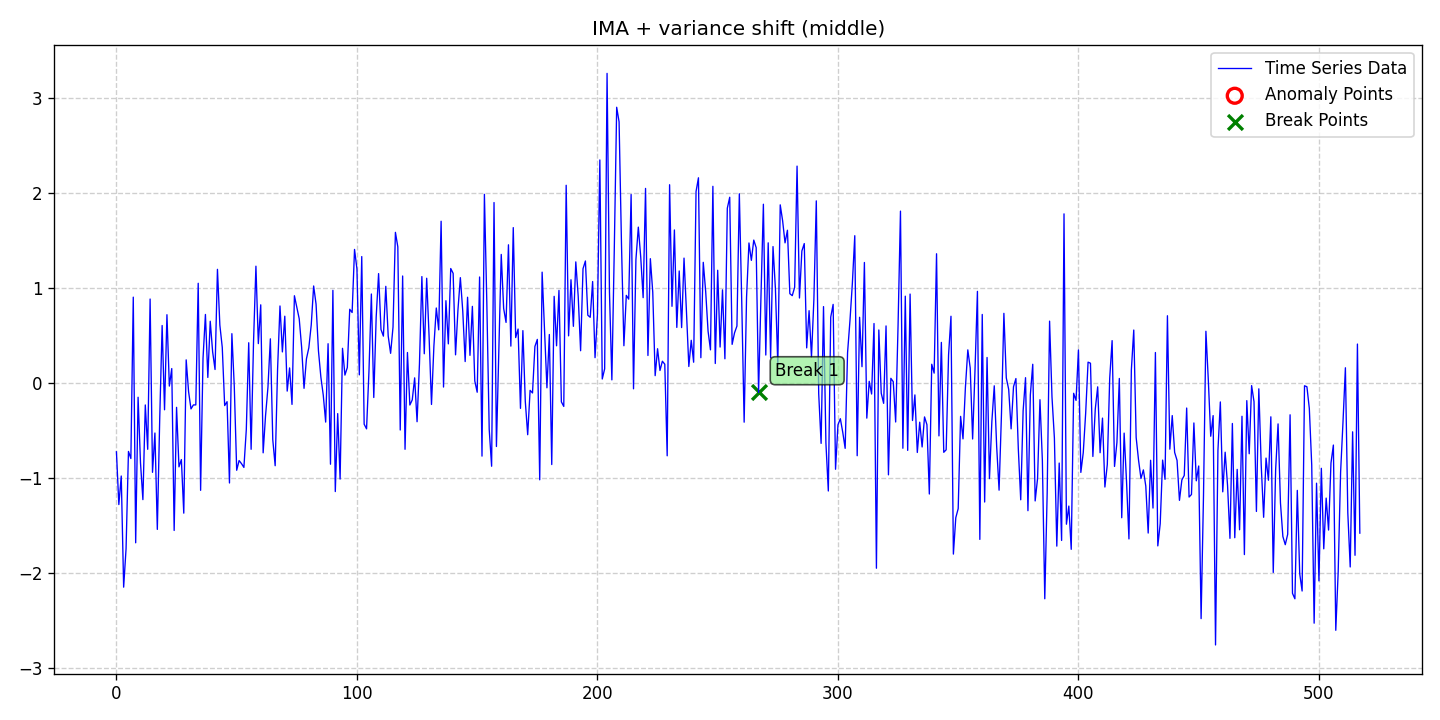 IMA + variance shift (middle)
Time Series Data
Anomaly Points
Break Points
3
2
1
0
−1
−2
−3
Break 1
0
100
200
300
400
500